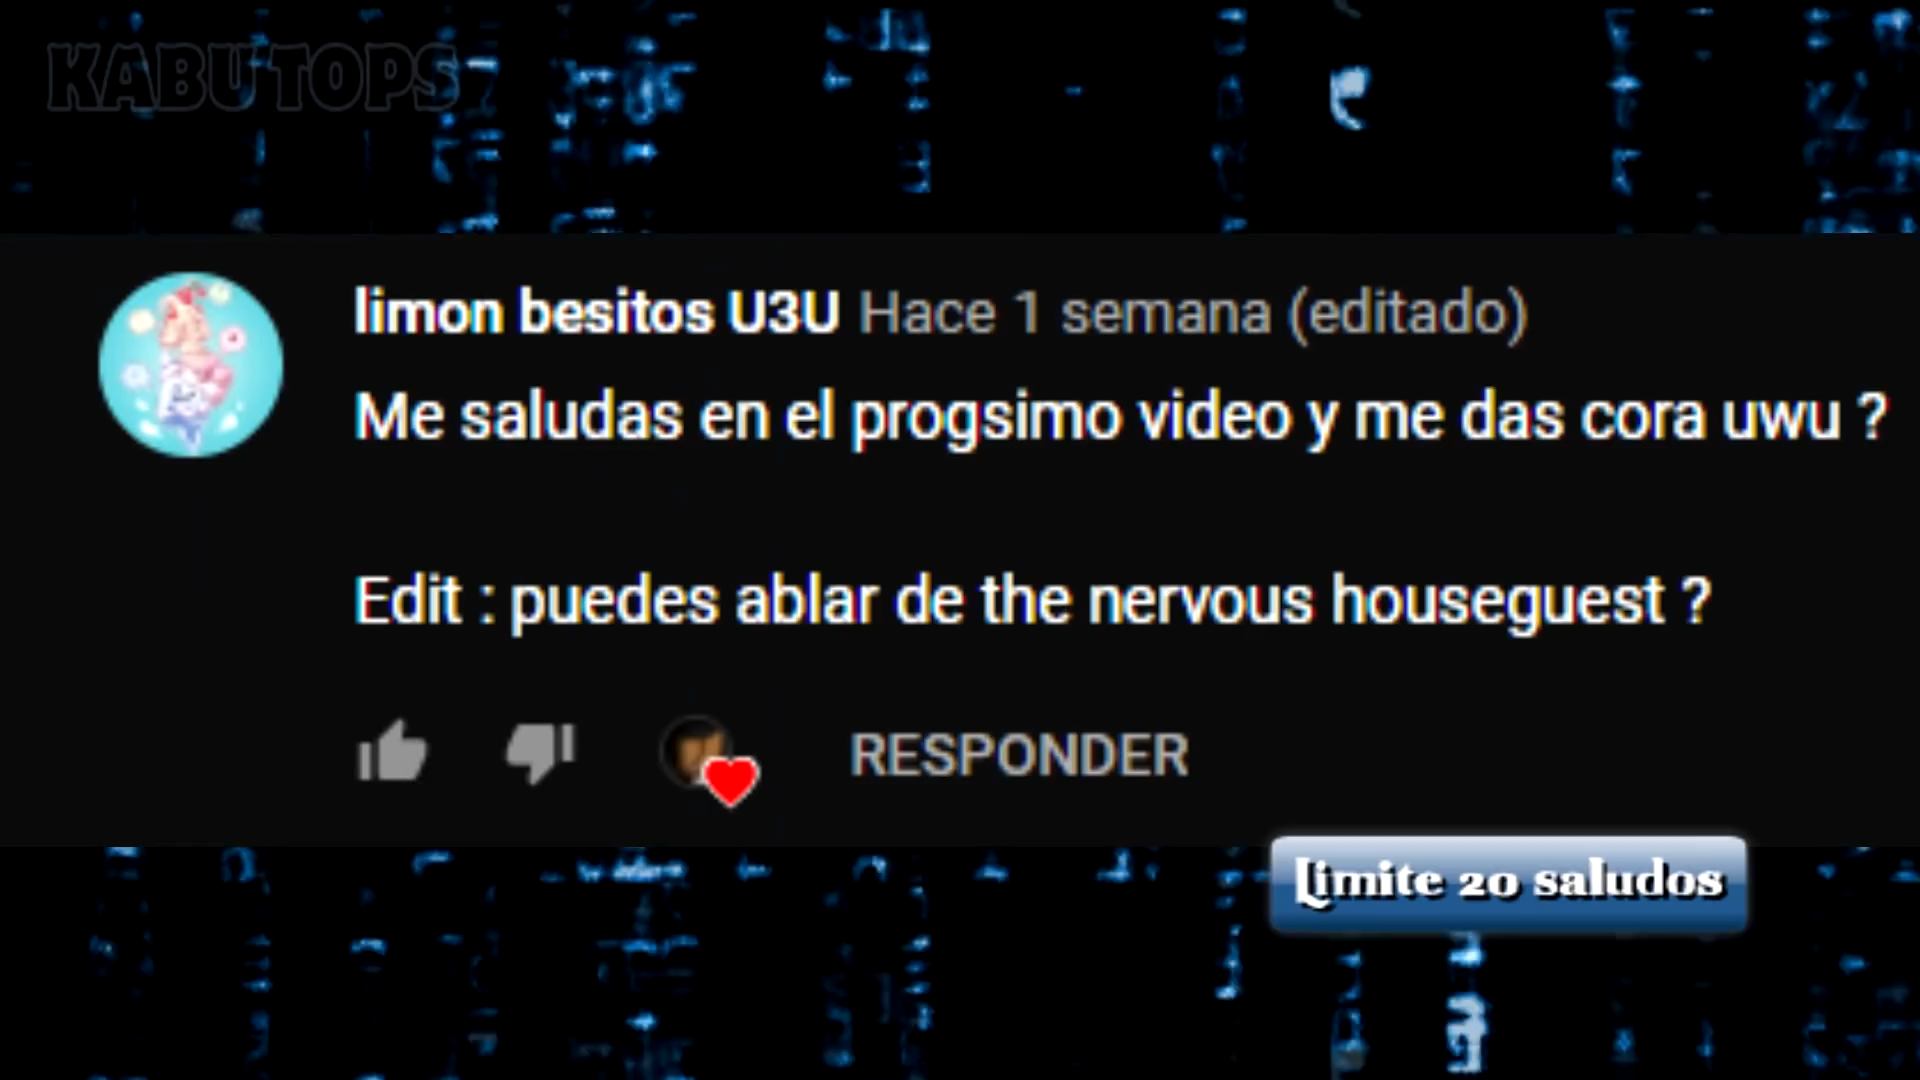 KABUTOPS
limon besitos U3U Hace 1 semana (editado)
Me saludas en el progsimo video y me das cora uwu ?
Edit : puedes ablar de the nervous houseguest ?
RESPONDER
Limite 20 saludos